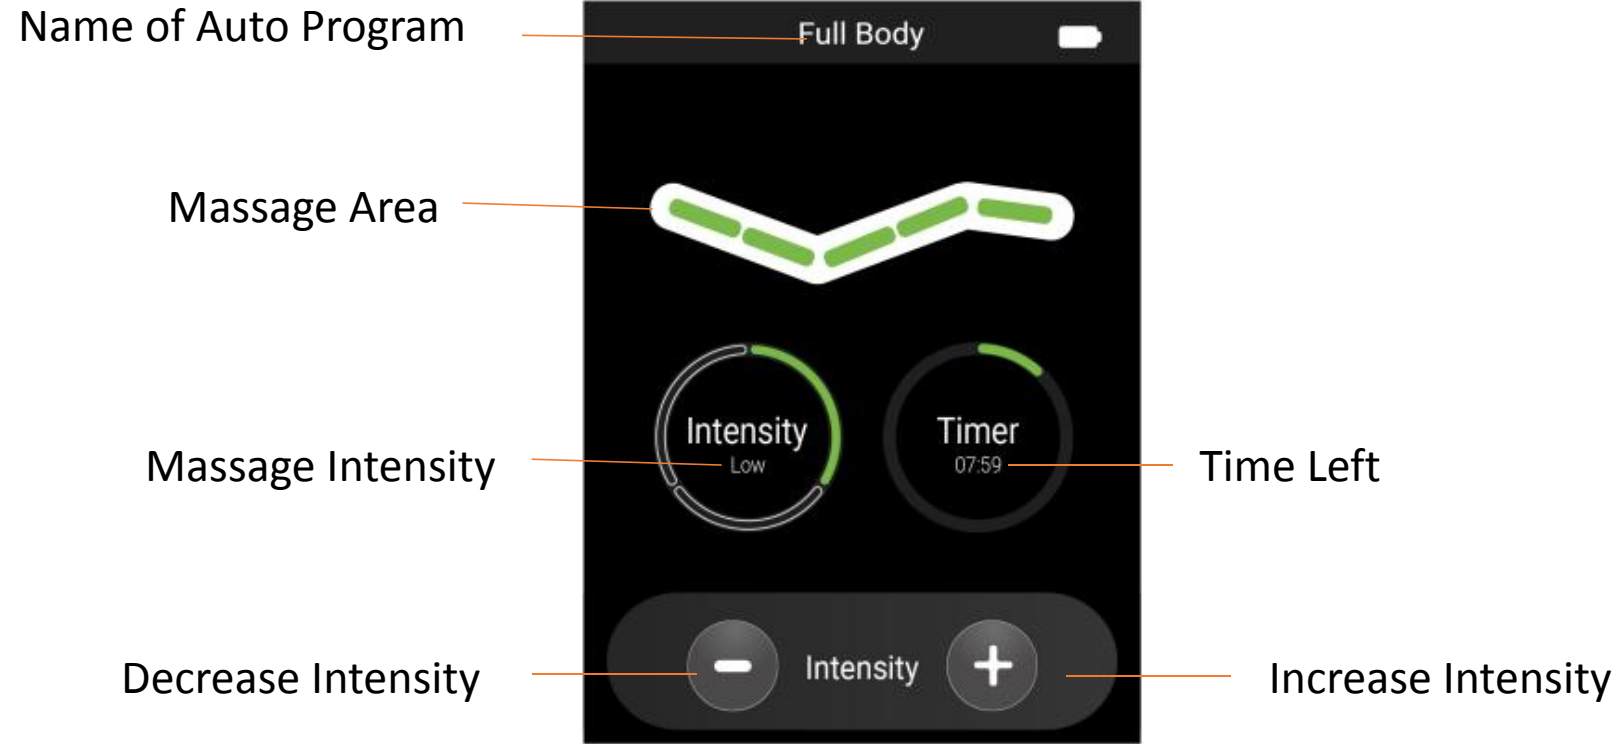 Name of Auto Program
Full Body
Massage Area
Intensity
Low
Timer
07:59
Massage Intensity
Time Left
Decrease Intensity
Intensity
Increase Intensity